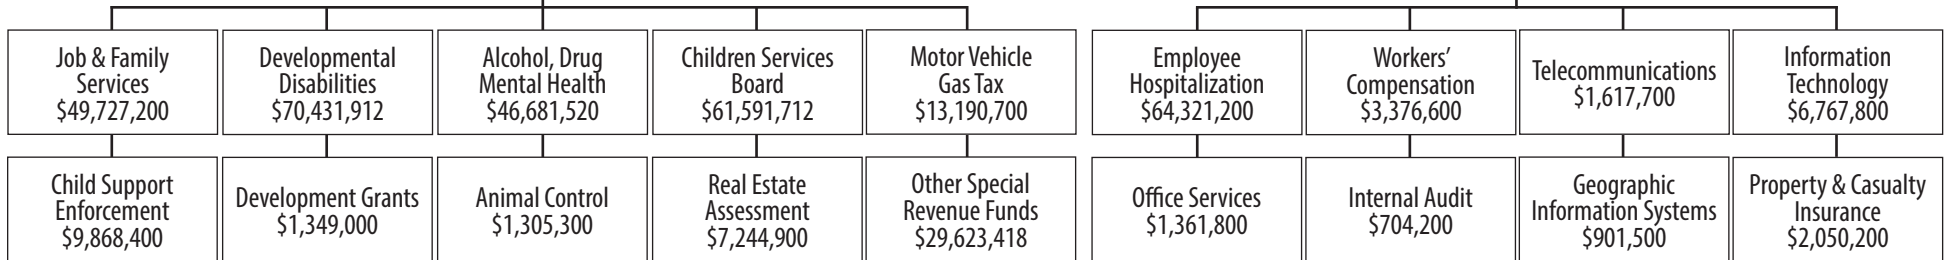 Job & Family
Services
$49,727,200
Developmental
Disabilities
$70,431,912
Alcohol, Drug
Mental Health
$46,681,520
Children Services
Board
$61,591,712
Motor Vehicle
Gas Tax
$13,190,700
Employee
Hospitalization
$64,321,200
Workers'
Compensation
$3,376,600
Telecommunications
$1,617,700
Information
Technology
$6,767,800
Child Support
Enforcement
$9,868,400
Development Grants
$1,349,000
Animal Control
$1,305,300
Real Estate
Assessment
$7,244,900
Other Special
Revenue Funds
$29,623,418
Office Services
$1,361,800
Internal Audit
$704,200
Geographic
Information Systems
$901,500
Property & Casualty
Insurance
$2,050,200